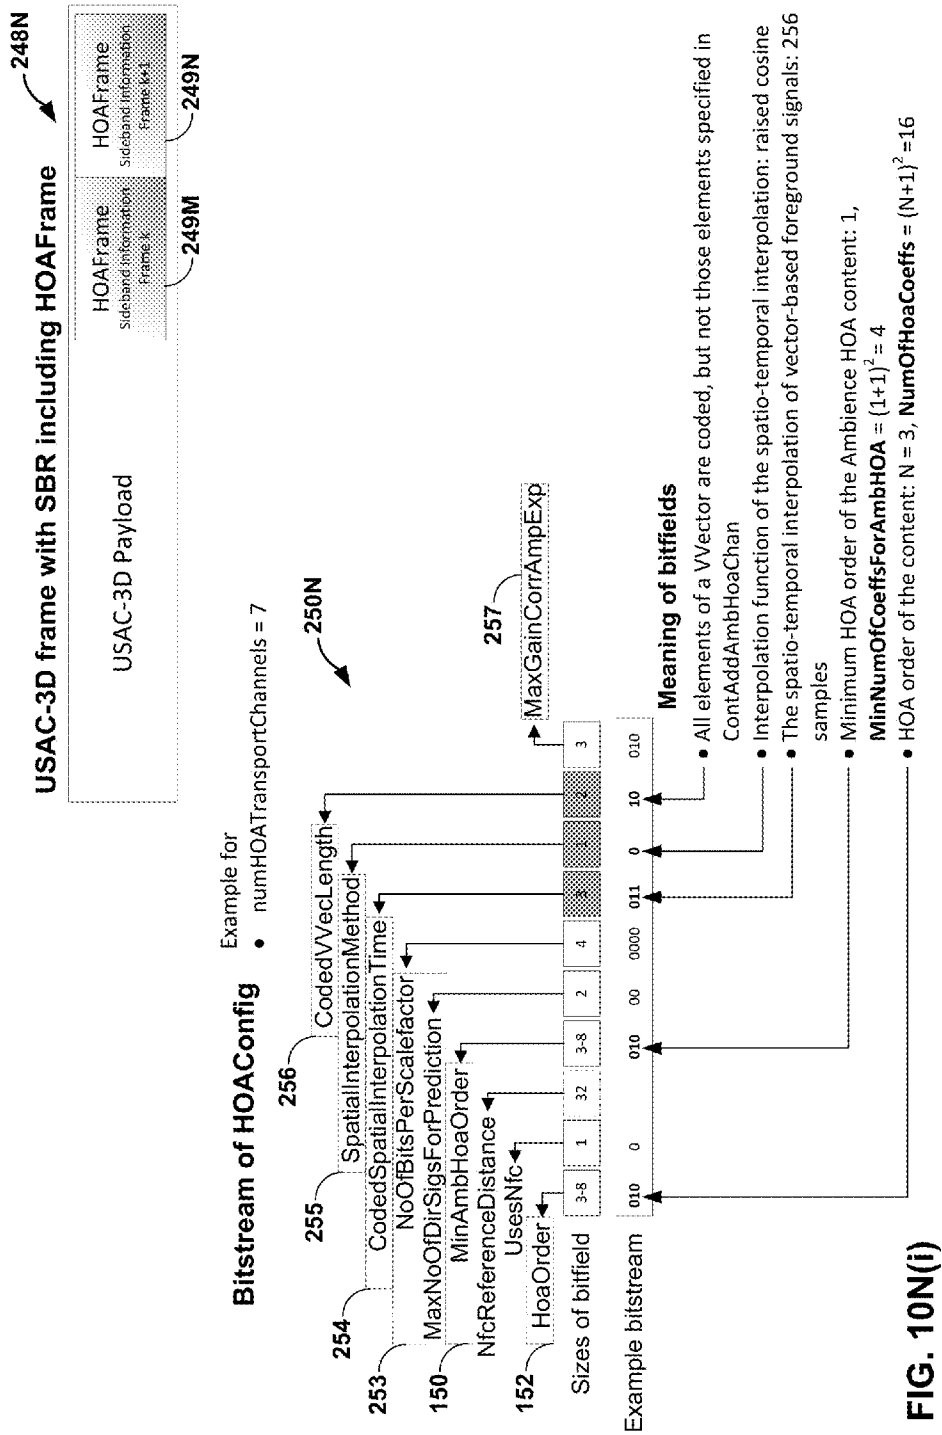 USAC-3D frame with SBR including HOAFrame
248N
USAC-3D Payload
HOAFrame
Sideband Information
Frame k
HOAFrame
Sideband Information
Frame k+1
249M
249N
Bitstream of HOAConfig
Example for
• numHOATransportChannels = 7
250N
256
CodedVVecLength
255
SpatialInterpolationMethod
254
CodedSpatialInterpolationTime
NoOfBitsPerScalefactor
253
MaxNoOfDirSigsForPrediction
150
MinAmbHoaOrder
NfcReferenceDistance
UsesNfc
152
HoaOrder
257
MaxGainCorrAmpExp
Sizes of bitfield
3-8 1 32 3-8 2 4 3 1 2 3
Example bitstream
010 0 010 00 0000 011 0 10 010
Meaning of bitfields
• All elements of a VVector are coded, but not those elements specified in
ContAddAmbHoaChan
• Interpolation function of the spatio-temporal interpolation: raised cosine
• The spatio-temporal interpolation of vector-based foreground signals: 256
samples
• Minimum HOA order of the Ambience HOA content: 1,
MinNumOfCoeffsForAmbHOA = (1+1)² = 4
• HOA order of the content: N = 3, NumOfHoaCoeffs = (N+1)² =16
FIG. 10N(i)